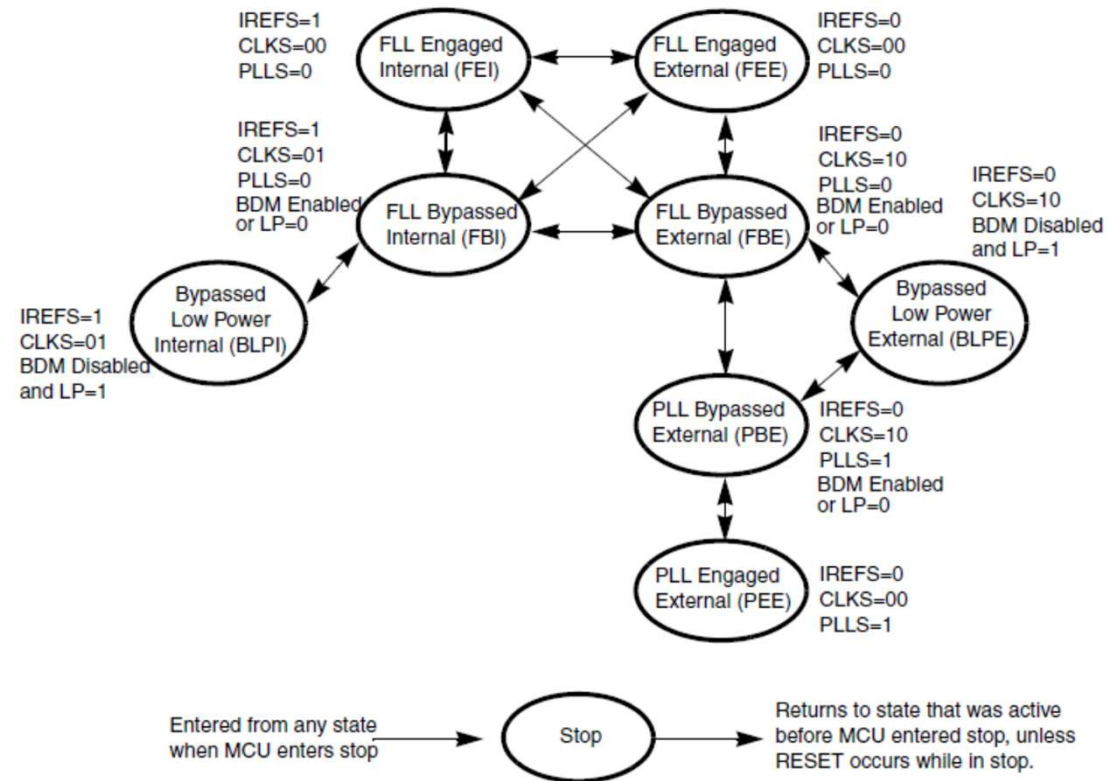 IREFS=1
CLKS=00
PLLS=0
FLL Engaged
Internal (FEI)
FLL Engaged
External (FEE)
IREFS=0
CLKS=00
PLLS=0
IREFS=1
CLKS=01
PLLS=0
BDM Enabled
or LP=0
FLL Bypassed
Internal (FBI)
FLL Bypassed
External (FBE)
IREFS=0
CLKS=10
PLLS=0
BDM Enabled
or LP=0
IREFS=0
CLKS=10
BDM Disabled
and LP=1
IREFS=1
CLKS=01
BDM Disabled
and LP=1
Bypassed
Low Power
Internal (BLPI)
Bypassed
Low Power
External (BLPE)
PLL Bypassed
External (PBE)
IREFS=0
CLKS=10
PLLS=1
BDM Enabled
or LP=0
PLL Engaged
External (PEE)
IREFS=0
CLKS=00
PLLS=1
Entered from any state
when MCU enters stop
Stop
Returns to state that was active
before MCU entered stop, unless
RESET occurs while in stop.